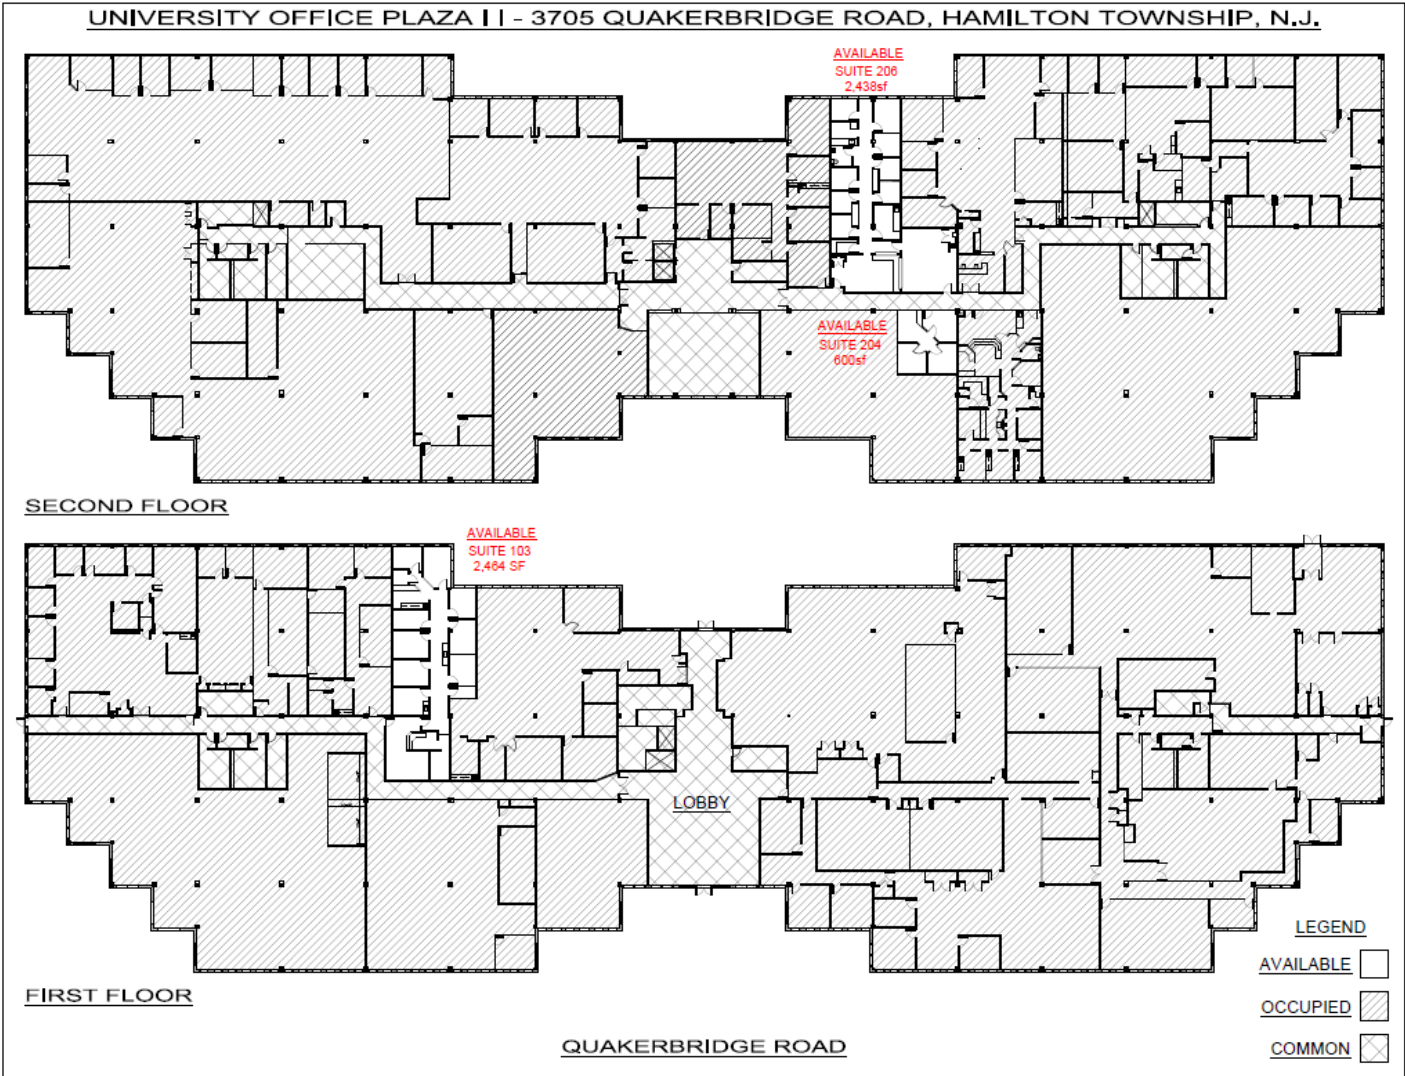 UNIVERSITY OFFICE PLAZA II - 3705 QUAKERBRIDGE ROAD, HAMILTON TOWNSHIP, N.J.
AVAILABLE
SUITE 206
2,438sf
AVAILABLE
SUITE 204
600sf
SECOND FLOOR
AVAILABLE
SUITE 103
2,464 SF
LOBBY
FIRST FLOOR
QUAKERBRIDGE ROAD
LEGEND
AVAILABLE
OCCUPIED
COMMON